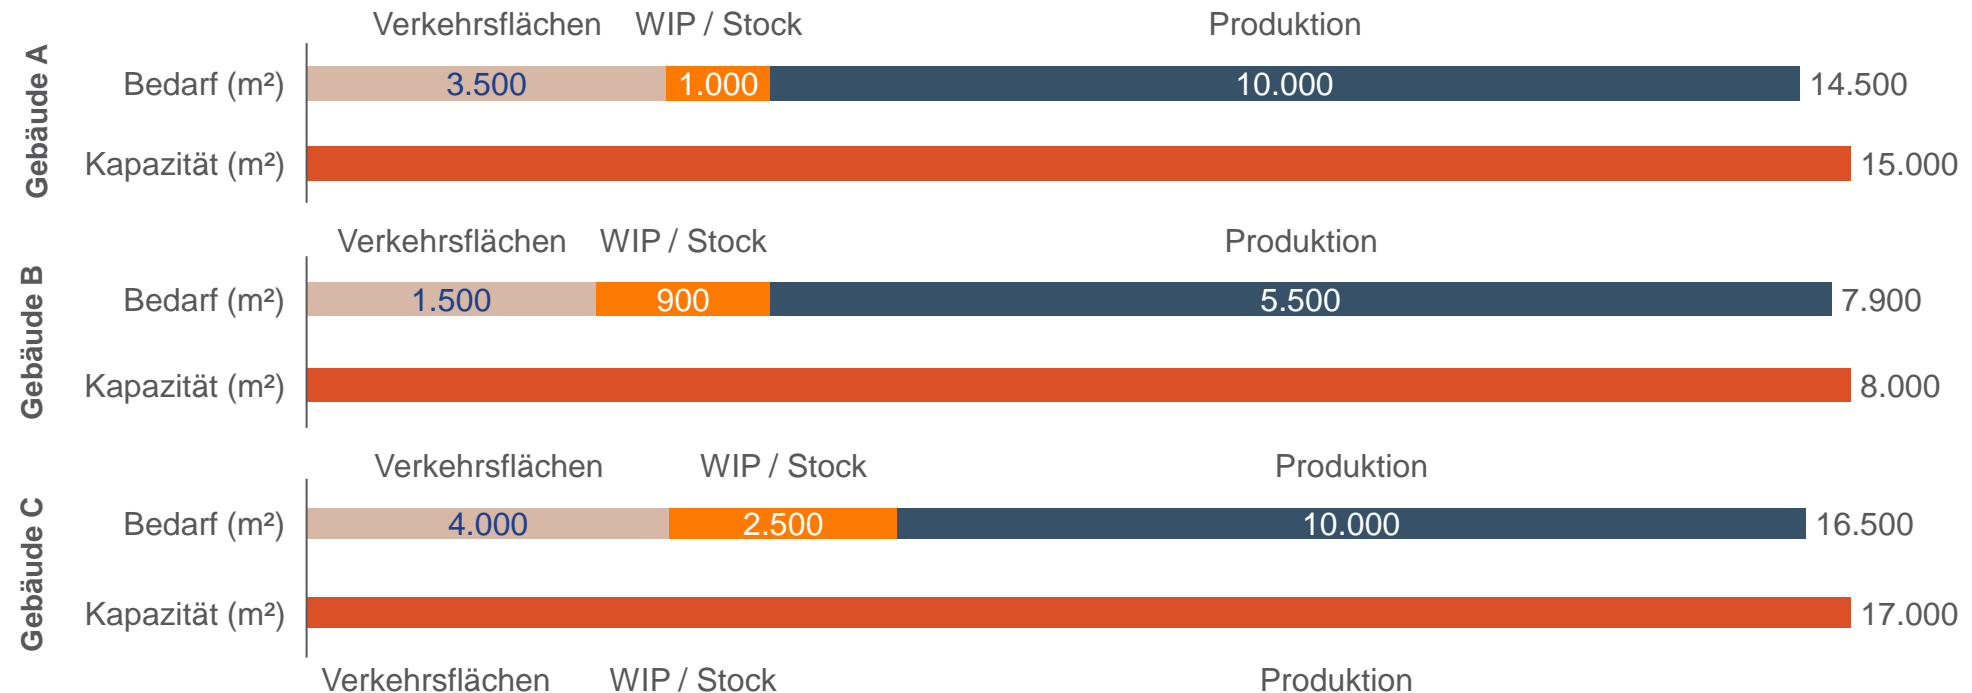 Verkehrsflächen WIP / Stock Produktion
Gebäude A
Bedarf (m²) 3.500 1.000 10.000 14.500
Kapazität (m²) 15.000
Verkehrsflächen WIP / Stock Produktion
Gebäude B
Bedarf (m²) 1.500 900 5.500 7.900
Kapazität (m²) 8.000
Verkehrsflächen WIP / Stock Produktion
Gebäude C
Bedarf (m²) 4.000 2.500 10.000 16.500
Kapazität (m²) 17.000
Verkehrsflächen WIP / Stock Produktion